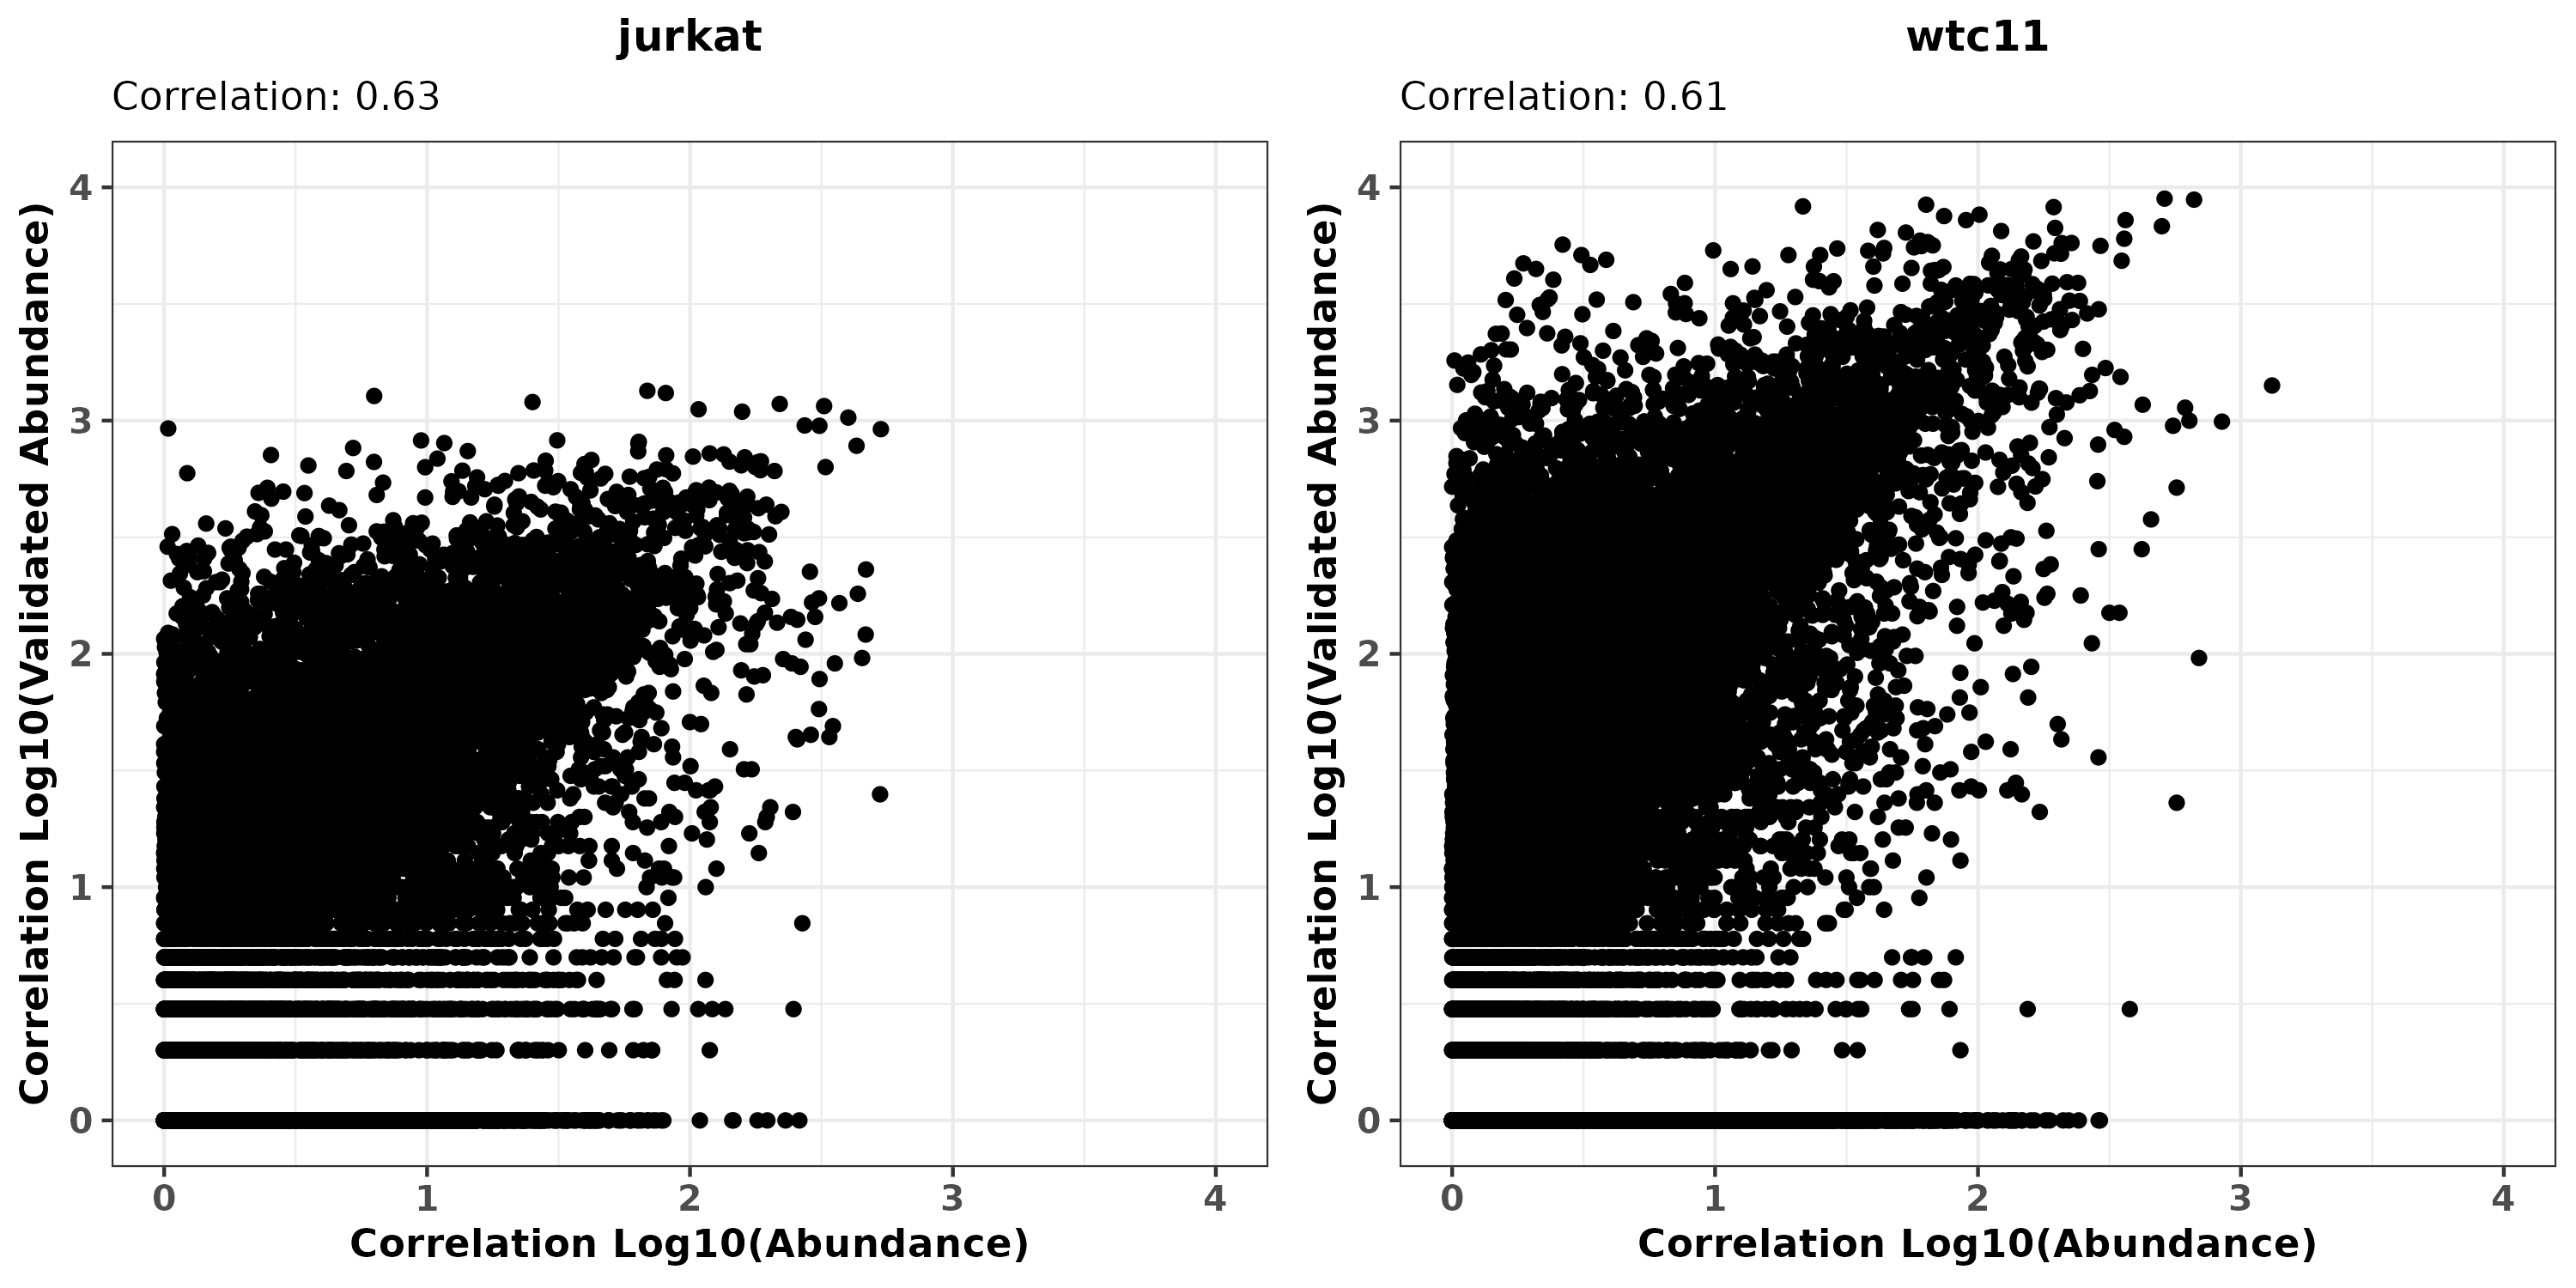 jurkat
Correlation: 0.63
Correlation Log10(Validated Abundance)
4
3
2
1
0
0 1 2 3 4
Correlation Log10(Abundance)
wtc11
Correlation: 0.61
Correlation Log10(Validated Abundance)
4
3
2
1
0
0 1 2 3 4
Correlation Log10(Abundance)